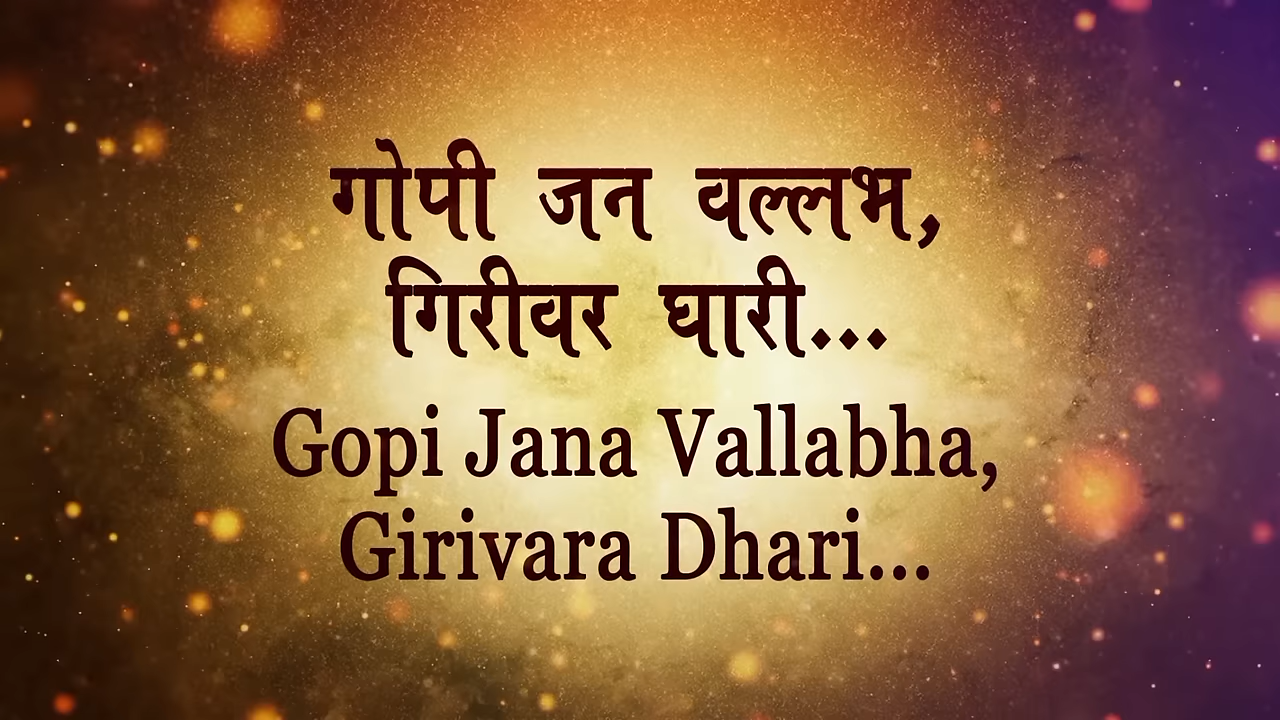 गोपी जन वल्लभ,
गिरीवर घारी...
Gopi Jana Vallabha,
Girivara Dhari...